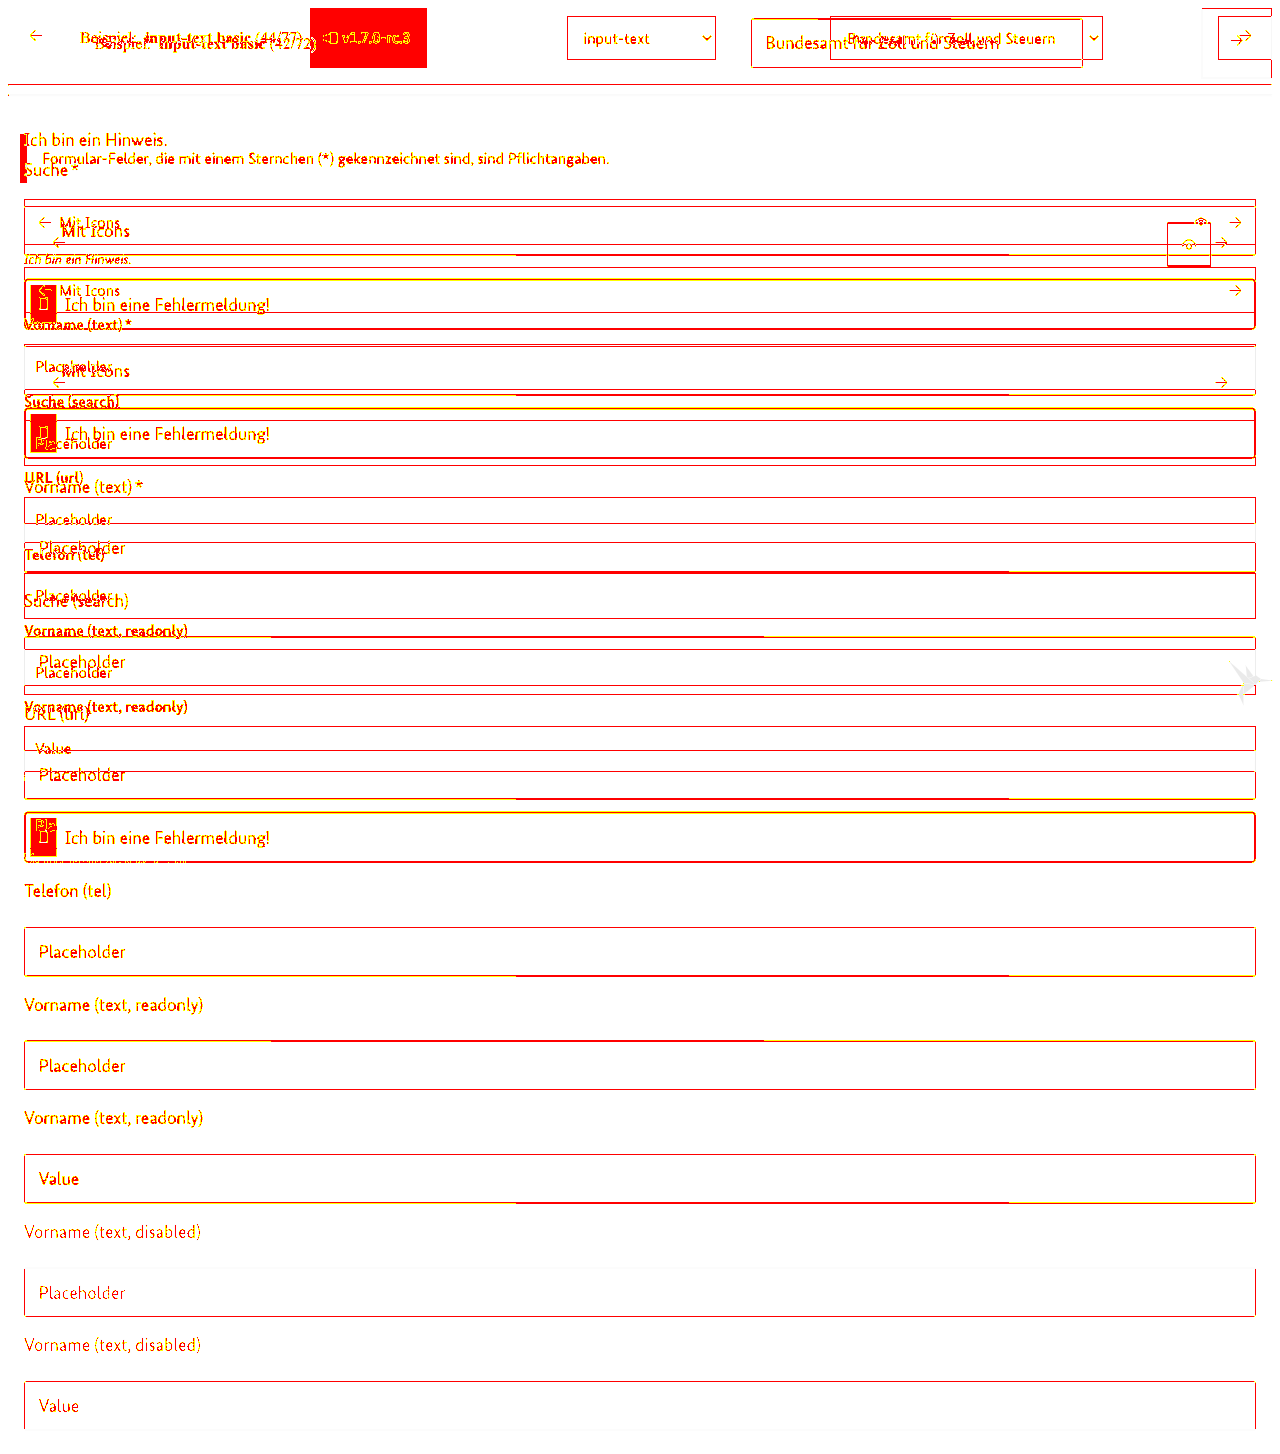 Beispiel: input-text basic (44/77)
Beispiel: input-text basic (42/72)
v1.7.0-rc.3
input-text
Bundesamt für Zoll und Steuern
Bundesamt für Zoll und Steuern
Ich bin ein Hinweis.
Formular-Felder, die mit einem Sternchen (*) gekennzeichnet sind, sind Pflichtangaben.
Suche *
Mit Icons
Mit Icons
Ich bin ein Hinweis.
Mit Icons
Ich bin eine Fehlermeldung!
Vorname (text) *
Placeholder
Mit Icons
Suche (search)
Ich bin eine Fehlermeldung!
Placeholder
URL (url)
Vorname (text) *
Placeholder
Placeholder
Telefon (tel)
Placeholder
Suche (search)
Vorname (text, readonly)
Placeholder
Placeholder
Vorname (text, readonly)
URL (url)
Value
Placeholder
Ich bin eine Fehlermeldung!
Telefon (tel)
Placeholder
Vorname (text, readonly)
Placeholder
Vorname (text, readonly)
Value
Vorname (text, disabled)
Placeholder
Vorname (text, disabled)
Value